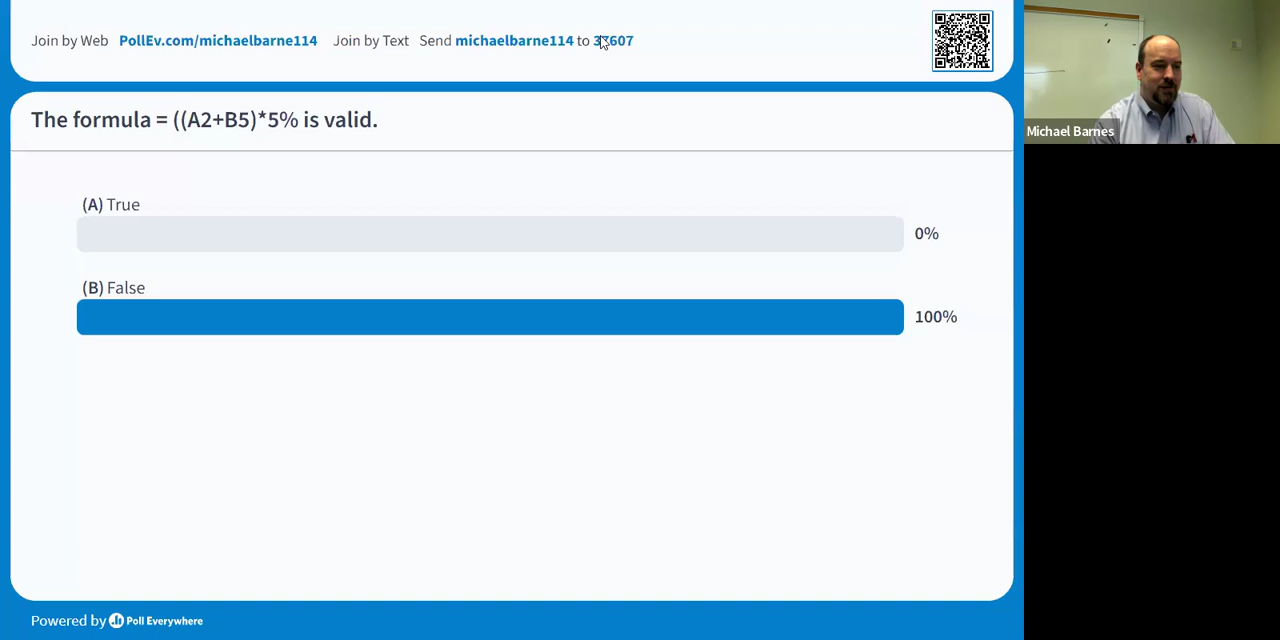 Join by Web PollEv.com/michaelbarne114 Join by Text Send michaelbarne114 to
The formula = ((A2+B5)*5% is valid.
(A) True
0%
(B) False
100%
Powered by Poll Everywhere
Michael Barnes